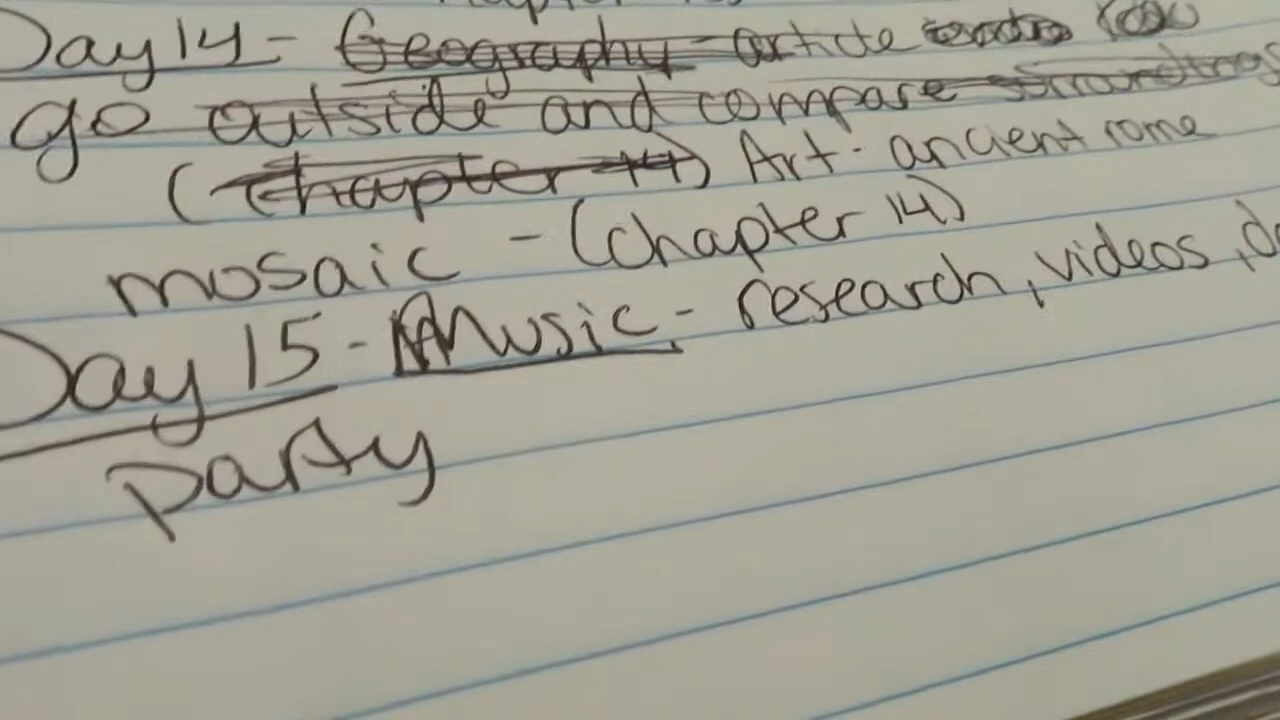 Day 14 - Geography article
go outside and compare
(chapter 14) Art. ancient rome
mosaic - (chapter 14)
Day 15 - Music - research, videos,
party